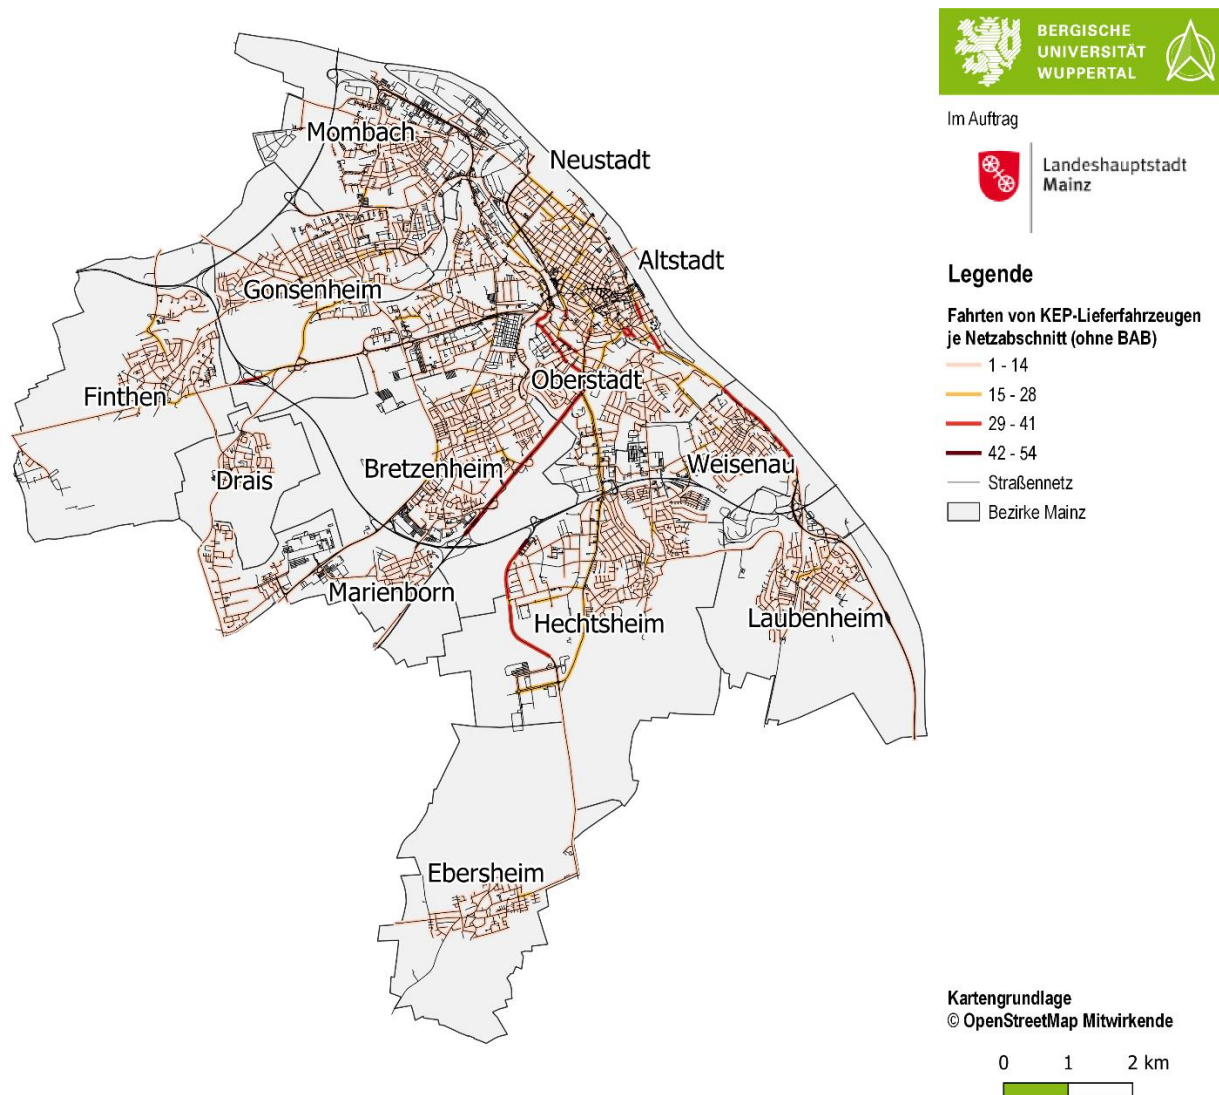 BERGISCHE
UNIVERSITÄT
WUPPERTAL
Im Auftrag
Landeshauptstadt
Mainz
Legende
Fahrten von KEP-Lieferfahrzeugen
je Netzabschnitt (ohne BAB)
1 - 14
15 - 28
29 - 41
42 - 54
Straßennetz
Bezirke Mainz
Mombach
Neustadt
Altstadt
Gonsenheim
Oberstadt
Finthen
Bretzenheim
Weisenau
Drais
Marienborn
Hechtsheim
Laubenheim
Ebersheim
Kartengrundlage
© OpenStreetMap Mitwirkende
0 1 2 km